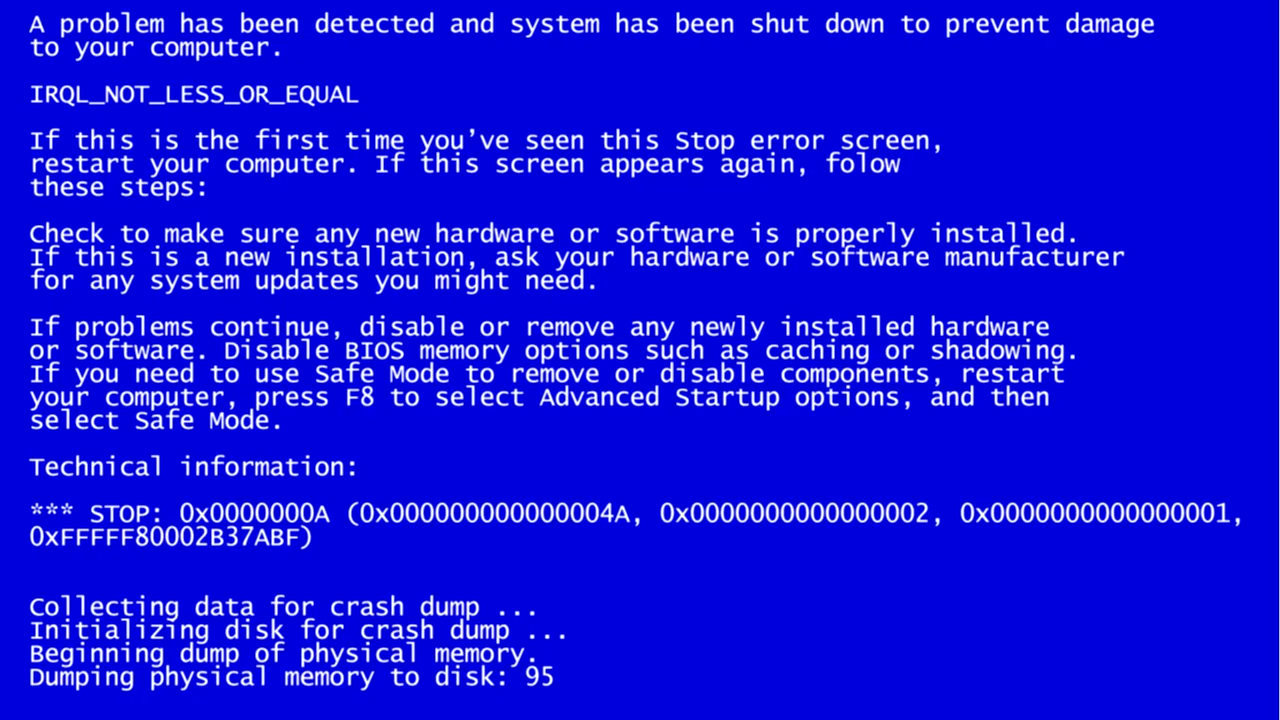 A problem has been detected and system has been shut down to prevent damage
to your computer.
IRQL_NOT_LESS_OR_EQUAL
If this is the first time you’ve seen this Stop error screen,
restart your computer. If this screen appears again, folow
these steps:
Check to make sure any new hardware or software is properly installed.
If this is a new installation, ask your hardware or software manufacturer
for any system updates you might need.
If problems continue, disable or remove any newly installed hardware
or software. Disable BIOS memory options such as caching or shadowing.
If you need to use Safe Mode to remove or disable components, restart
your computer, press F8 to select Advanced Startup options, and then
select Safe Mode.
Technical information:
*** STOP: 0x0000000A (0x000000000000004A, 0x0000000000000002, 0x0000000000000001,
0xFFFFF80002B37ABF)
Collecting data for crash dump ...
Initializing disk for crash dump ...
Beginning dump of physical memory.
Dumping physical memory to disk: 95